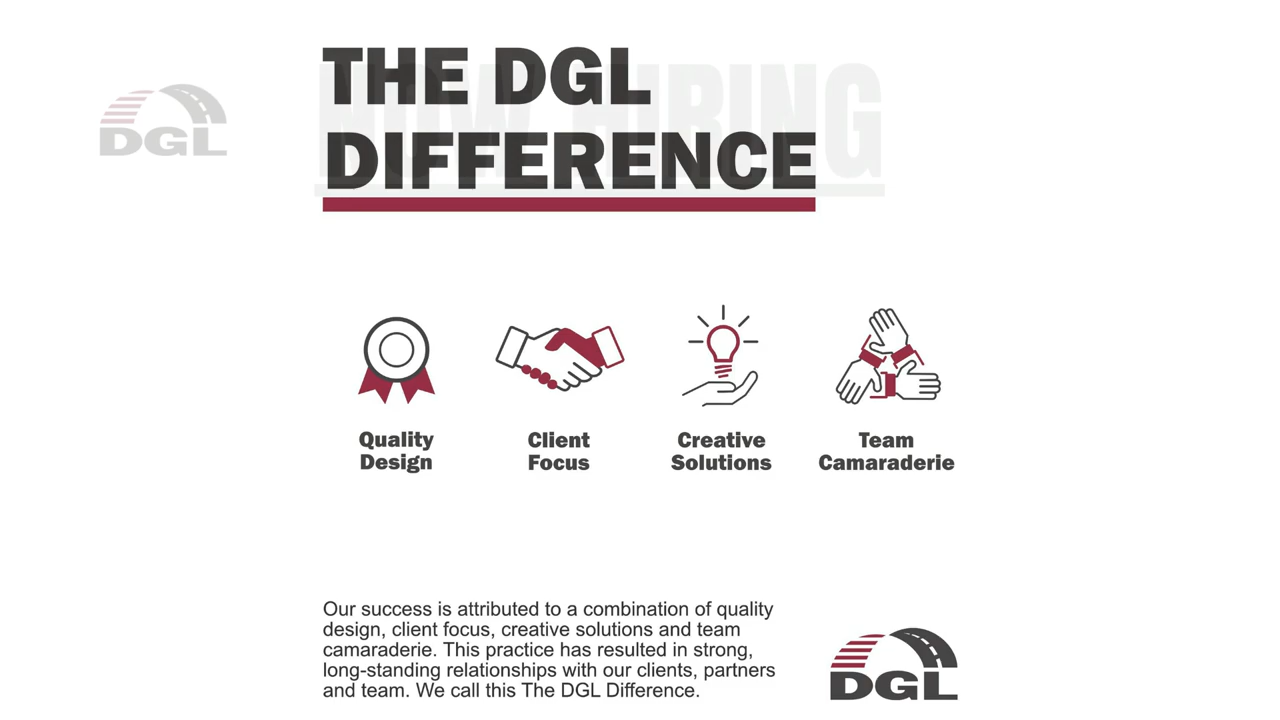 THE DGL
DIFFERENCE
NOW HIRING
DGL
Quality
Design
Client
Focus
Creative
Solutions
Team
Camaraderie
Our success is attributed to a combination of quality
design, client focus, creative solutions and team
camaraderie. This practice has resulted in strong,
long-standing relationships with our clients, partners
and team. We call this The DGL Difference.
DGL